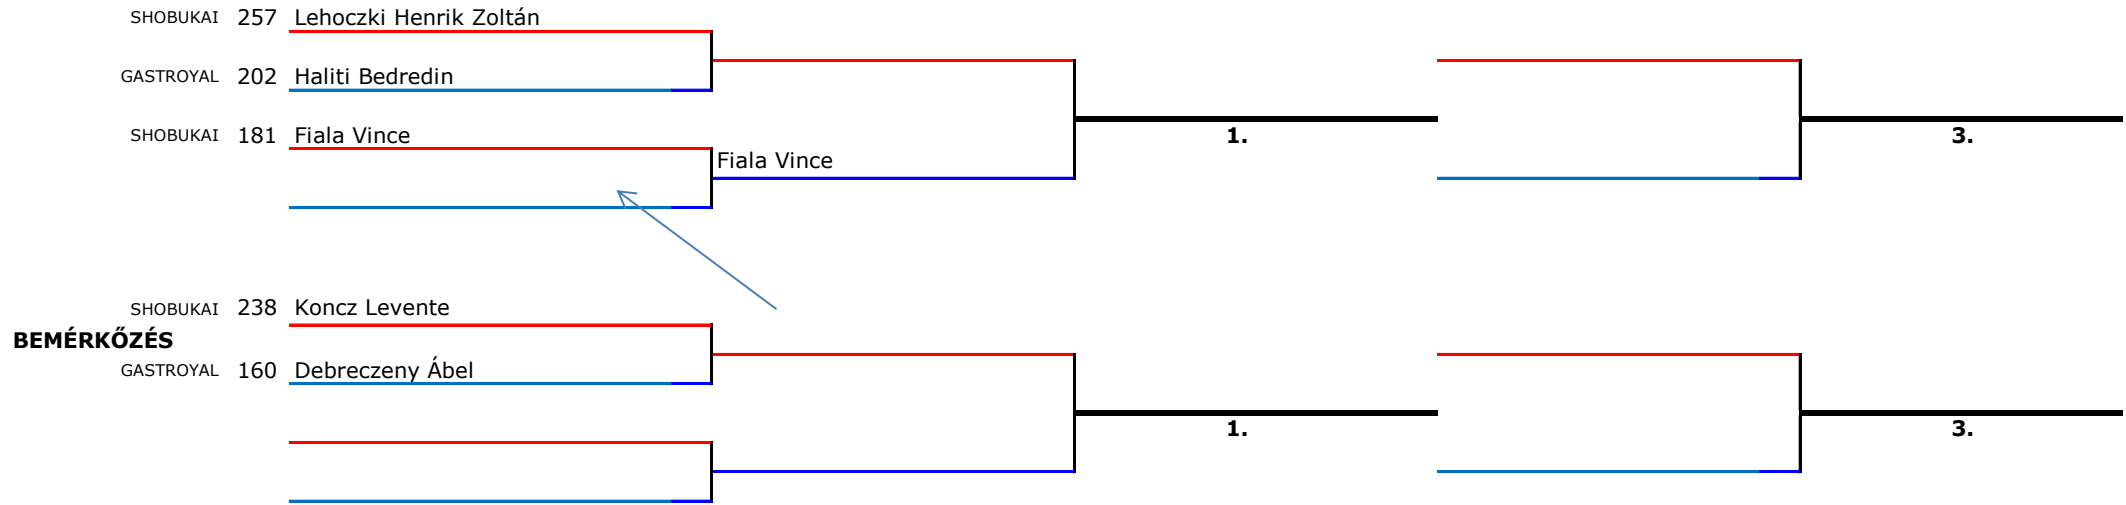 SHOBUKAI 257 Lehoczki Henrik Zoltán
GASTROYAL 202 Haliti Bedredin
SHOBUKAI 181 Fiala Vince
1.
3.
Fiala Vince
SHOBUKAI 238 Koncz Levente
BEMÉRKŐZÉS
GASTROYAL 160 Debreczeny Ábel
1.
3.